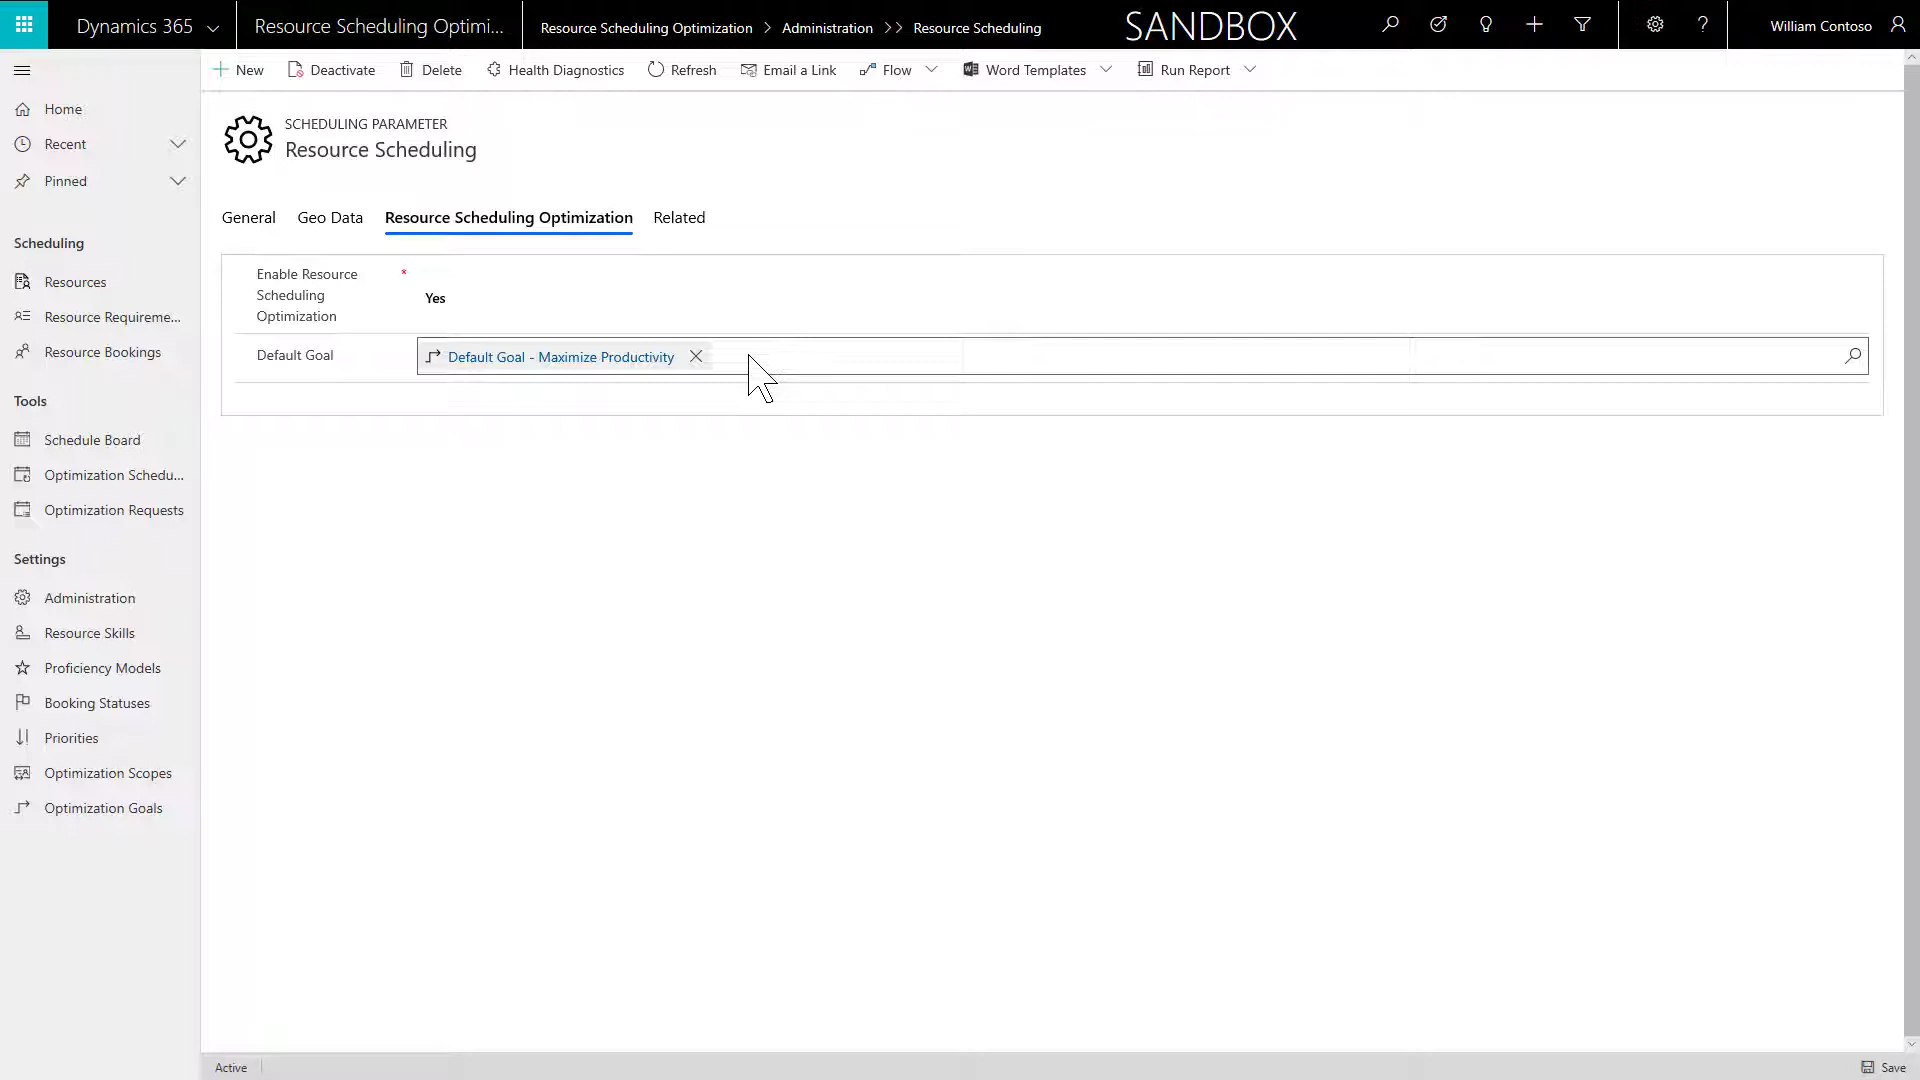 Dynamics 365
Resource Scheduling Optimi...
Resource Scheduling Optimization > Administration >> Resource Scheduling
SANDBOX
William Contoso
New
Deactivate
Delete
Health Diagnostics
Refresh
Email a Link
Flow
Word Templates
Run Report
Home
Recent
Pinned
Scheduling
Resources
Resource Requireme...
Resource Bookings
Tools
Schedule Board
Optimization Schedu...
Optimization Requests
Settings
Administration
Resource Skills
Proficiency Models
Booking Statuses
Priorities
Optimization Scopes
Optimization Goals
SCHEDULING PARAMETER
Resource Scheduling
General
Geo Data
Resource Scheduling Optimization
Related
Enable Resource *
Scheduling
Optimization
Yes
Default Goal
Default Goal - Maximize Productivity
Active
Save